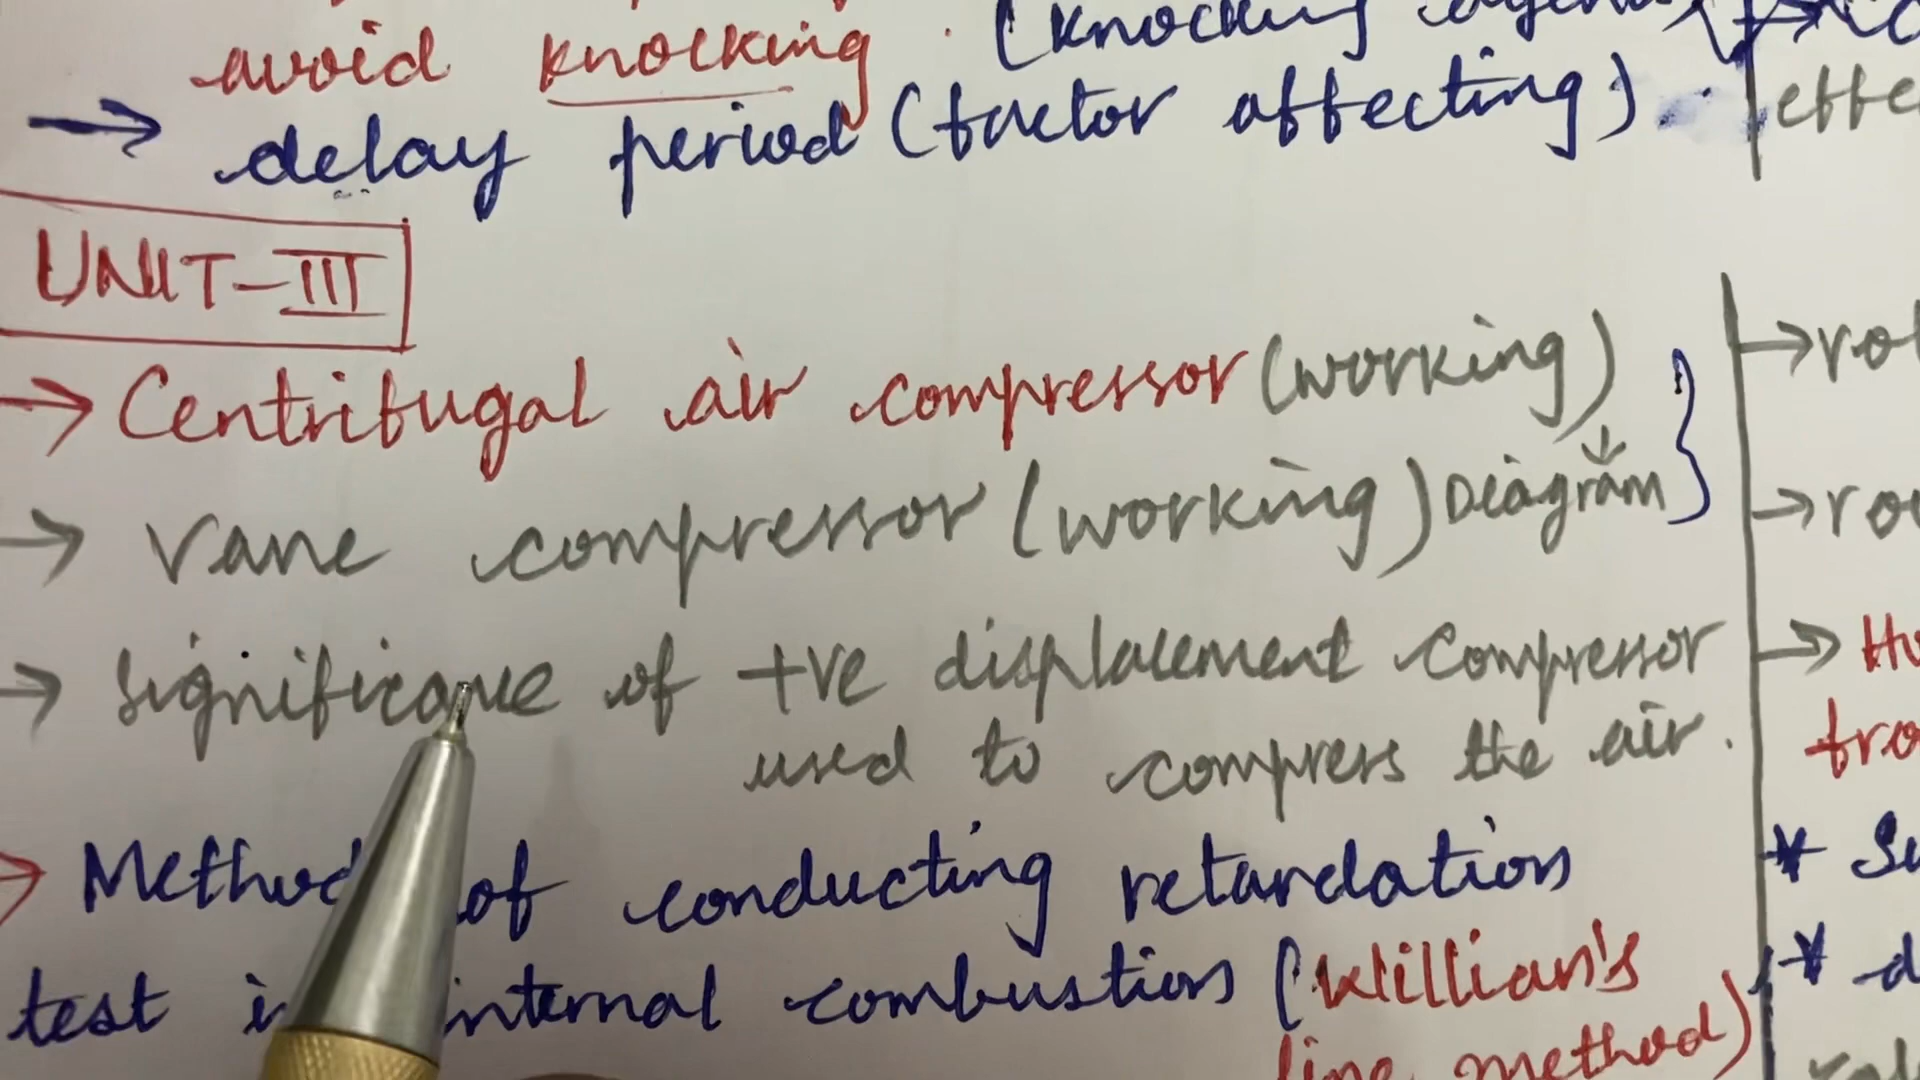 avoid knocking. (knocking
→ delay period (factor affecting).
UNIT-III
→ Centrifugal air compressor (working)
→ Vane compressor (working) Diagram
→ Significance of +ve displacement compressor
used to compress the air.
→ Method of conducting retardation
test in internal combustion (Willian's
line method)